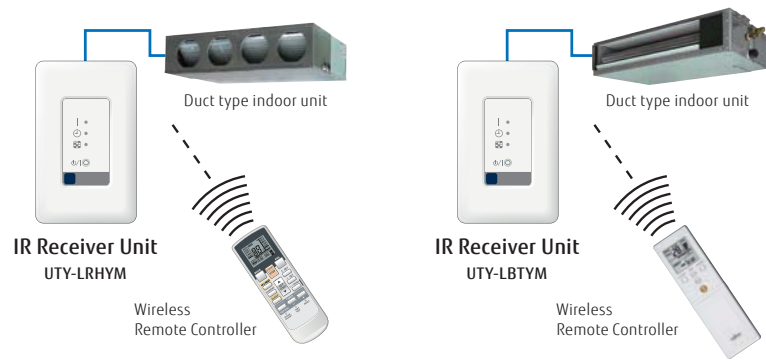 Duct type indoor unit
IR Receiver Unit
UTY-LRHYM
Wireless
Remote Controller
Duct type indoor unit
IR Receiver Unit
UTY-LBTYM
Wireless
Remote Controller